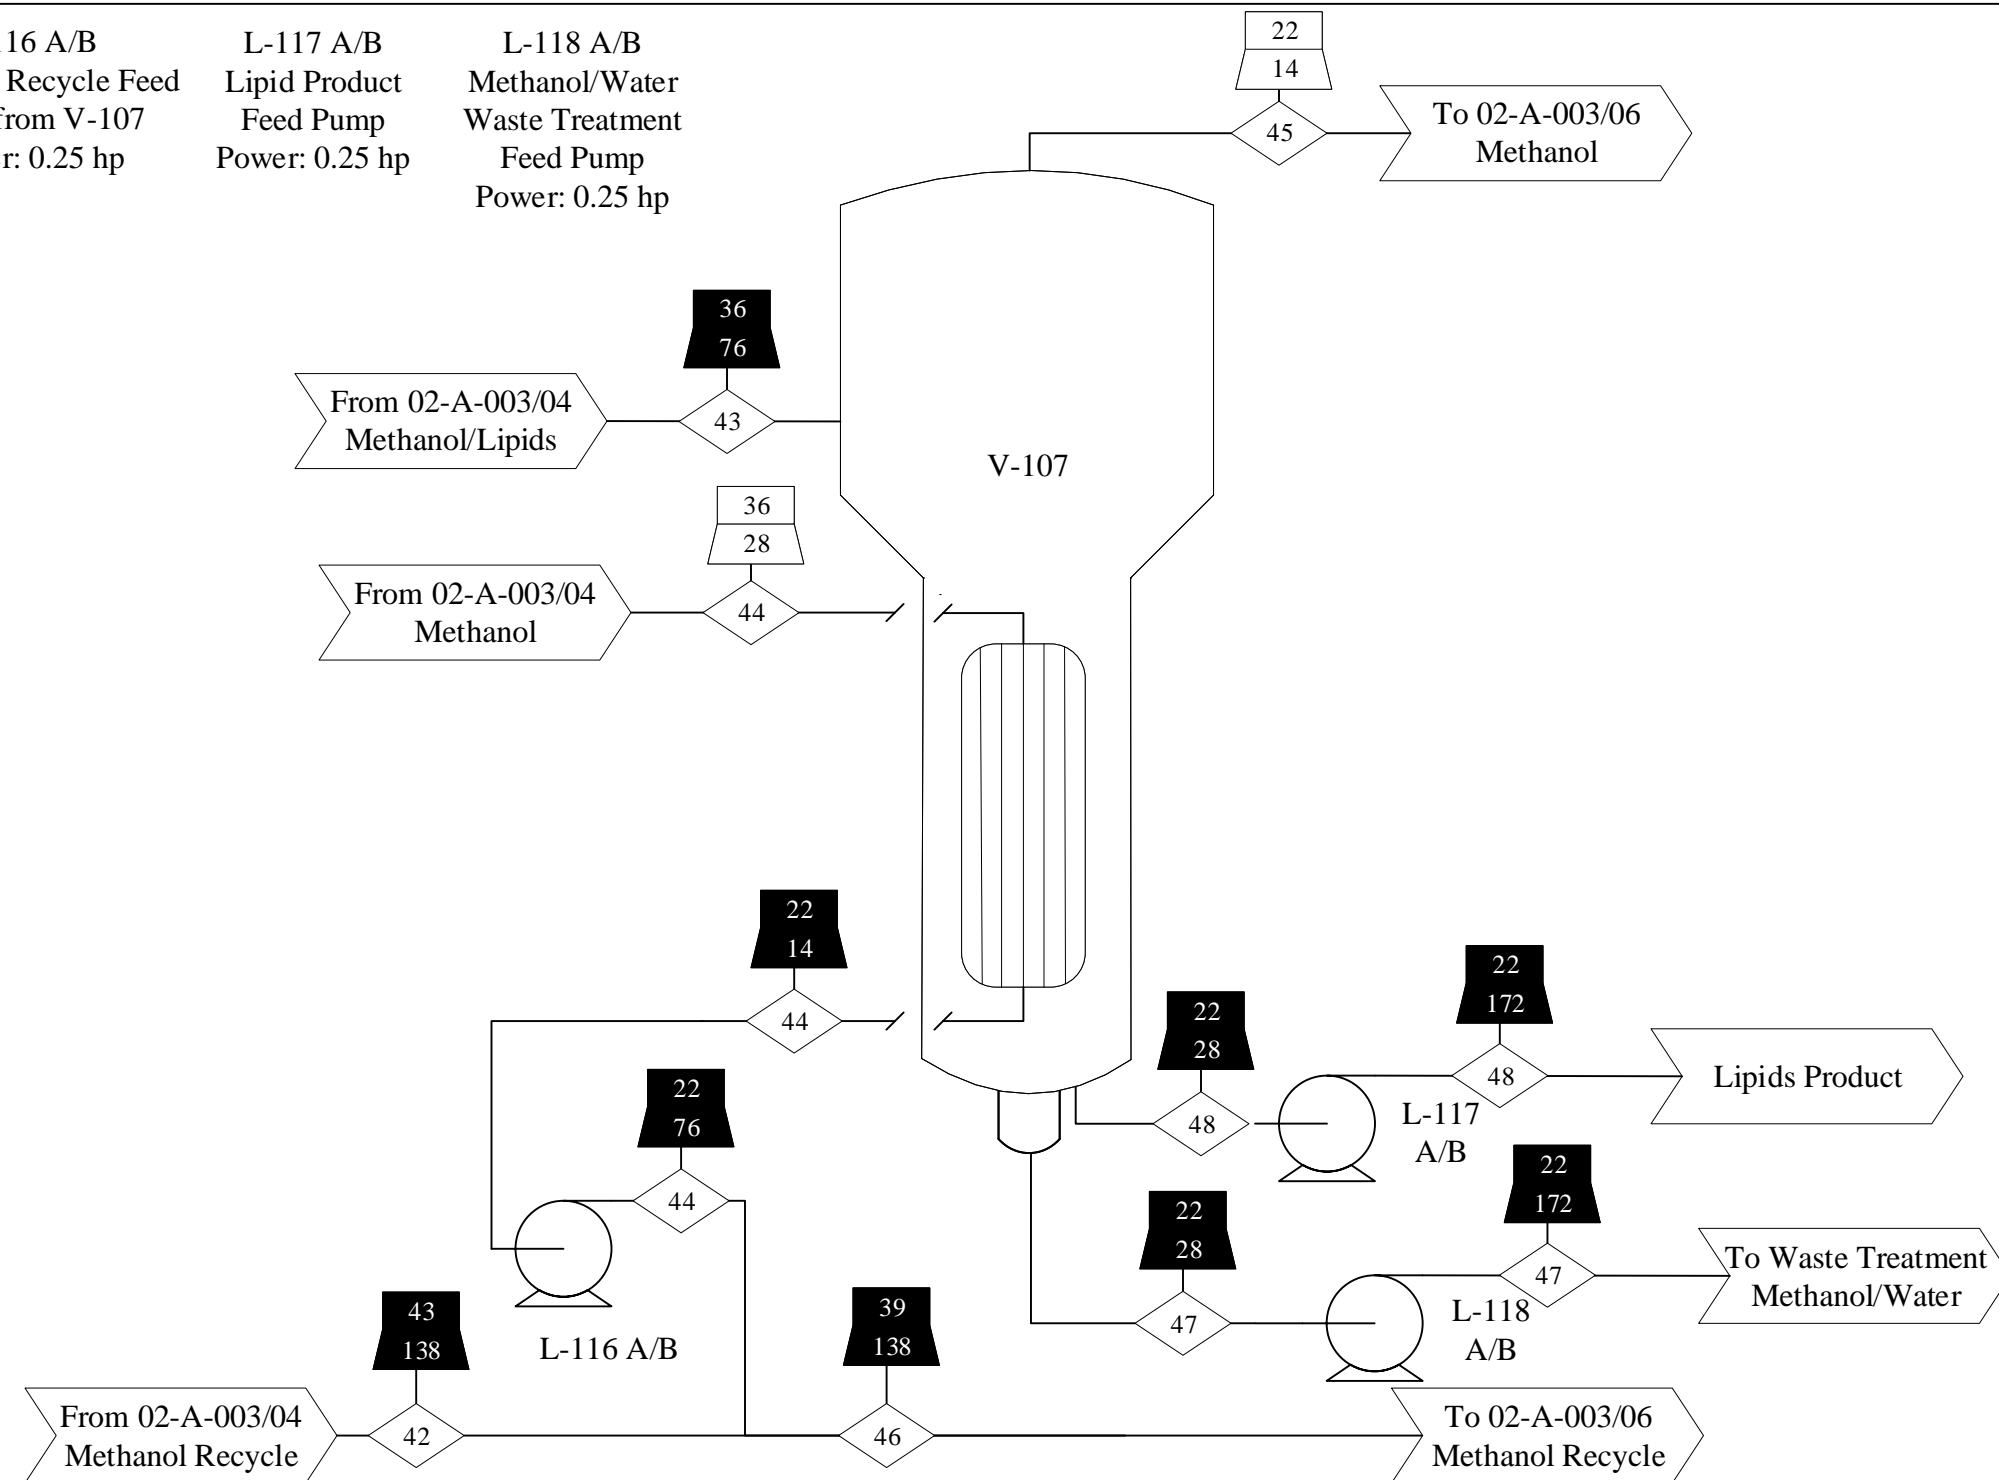 16 A/B
Recycle Feed
from V-107
r: 0.25 hp
L-117 A/B
Lipid Product
Feed Pump
Power: 0.25 hp
L-118 A/B
Methanol/Water
Waste Treatment
Feed Pump
Power: 0.25 hp
22
14
45
To 02-A-003/06
Methanol
36
76
43
From 02-A-003/04
Methanol/Lipids
V-107
36
28
44
From 02-A-003/04
Methanol
22
14
44
22
76
44
L-116 A/B
22
28
48
22
172
48
L-117
A/B
Lipids Product
22
28
47
22
172
47
L-118
A/B
To Waste Treatment
Methanol/Water
43
138
42
From 02-A-003/04
Methanol Recycle
39
138
46
To 02-A-003/06
Methanol Recycle